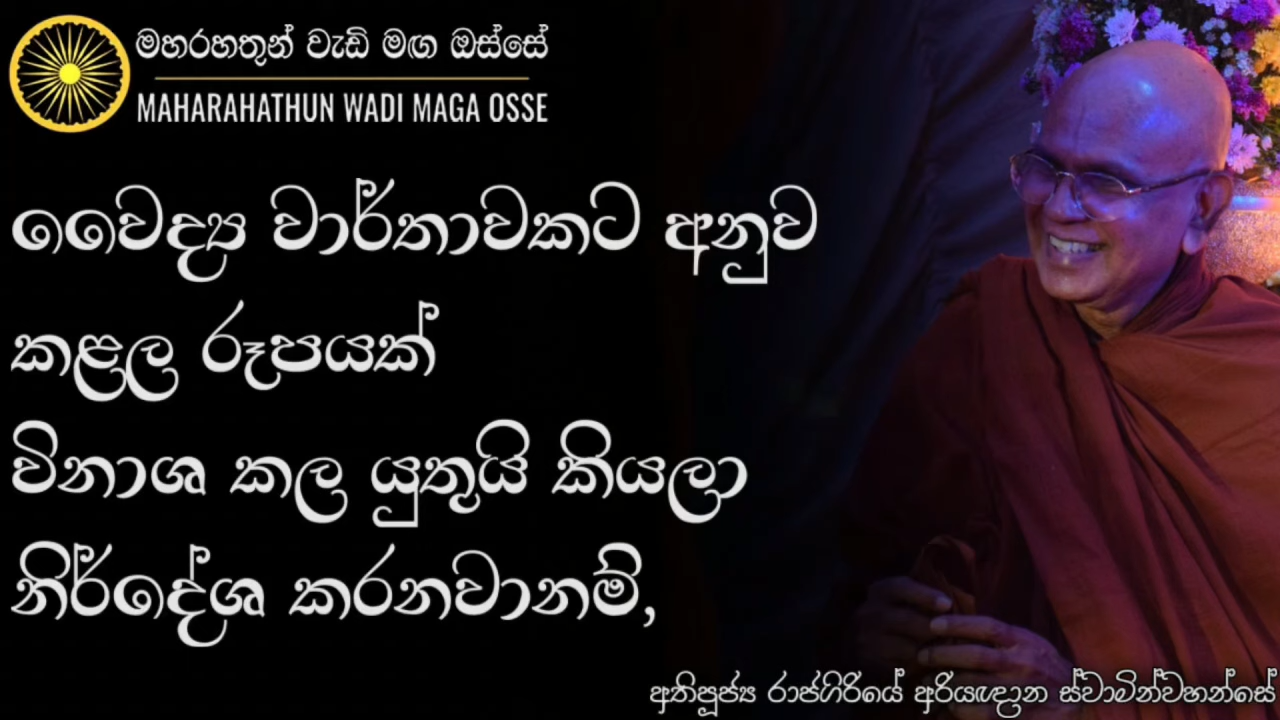 මහරහතුන් වැඩි මඟ ඔස්සේ
MAHARAHATHUN WADI MAGA OSSE
වෛද්‍ය වාර්තාවකට අනුව
කළල රූපයක්
විනාශ කල යුතුයි කියලා
නිර්දේශ කරනවානම්,
අතිපූජ්‍ය රාජගිරියේ අරියඥාන ස්වාමින්වහන්සේ